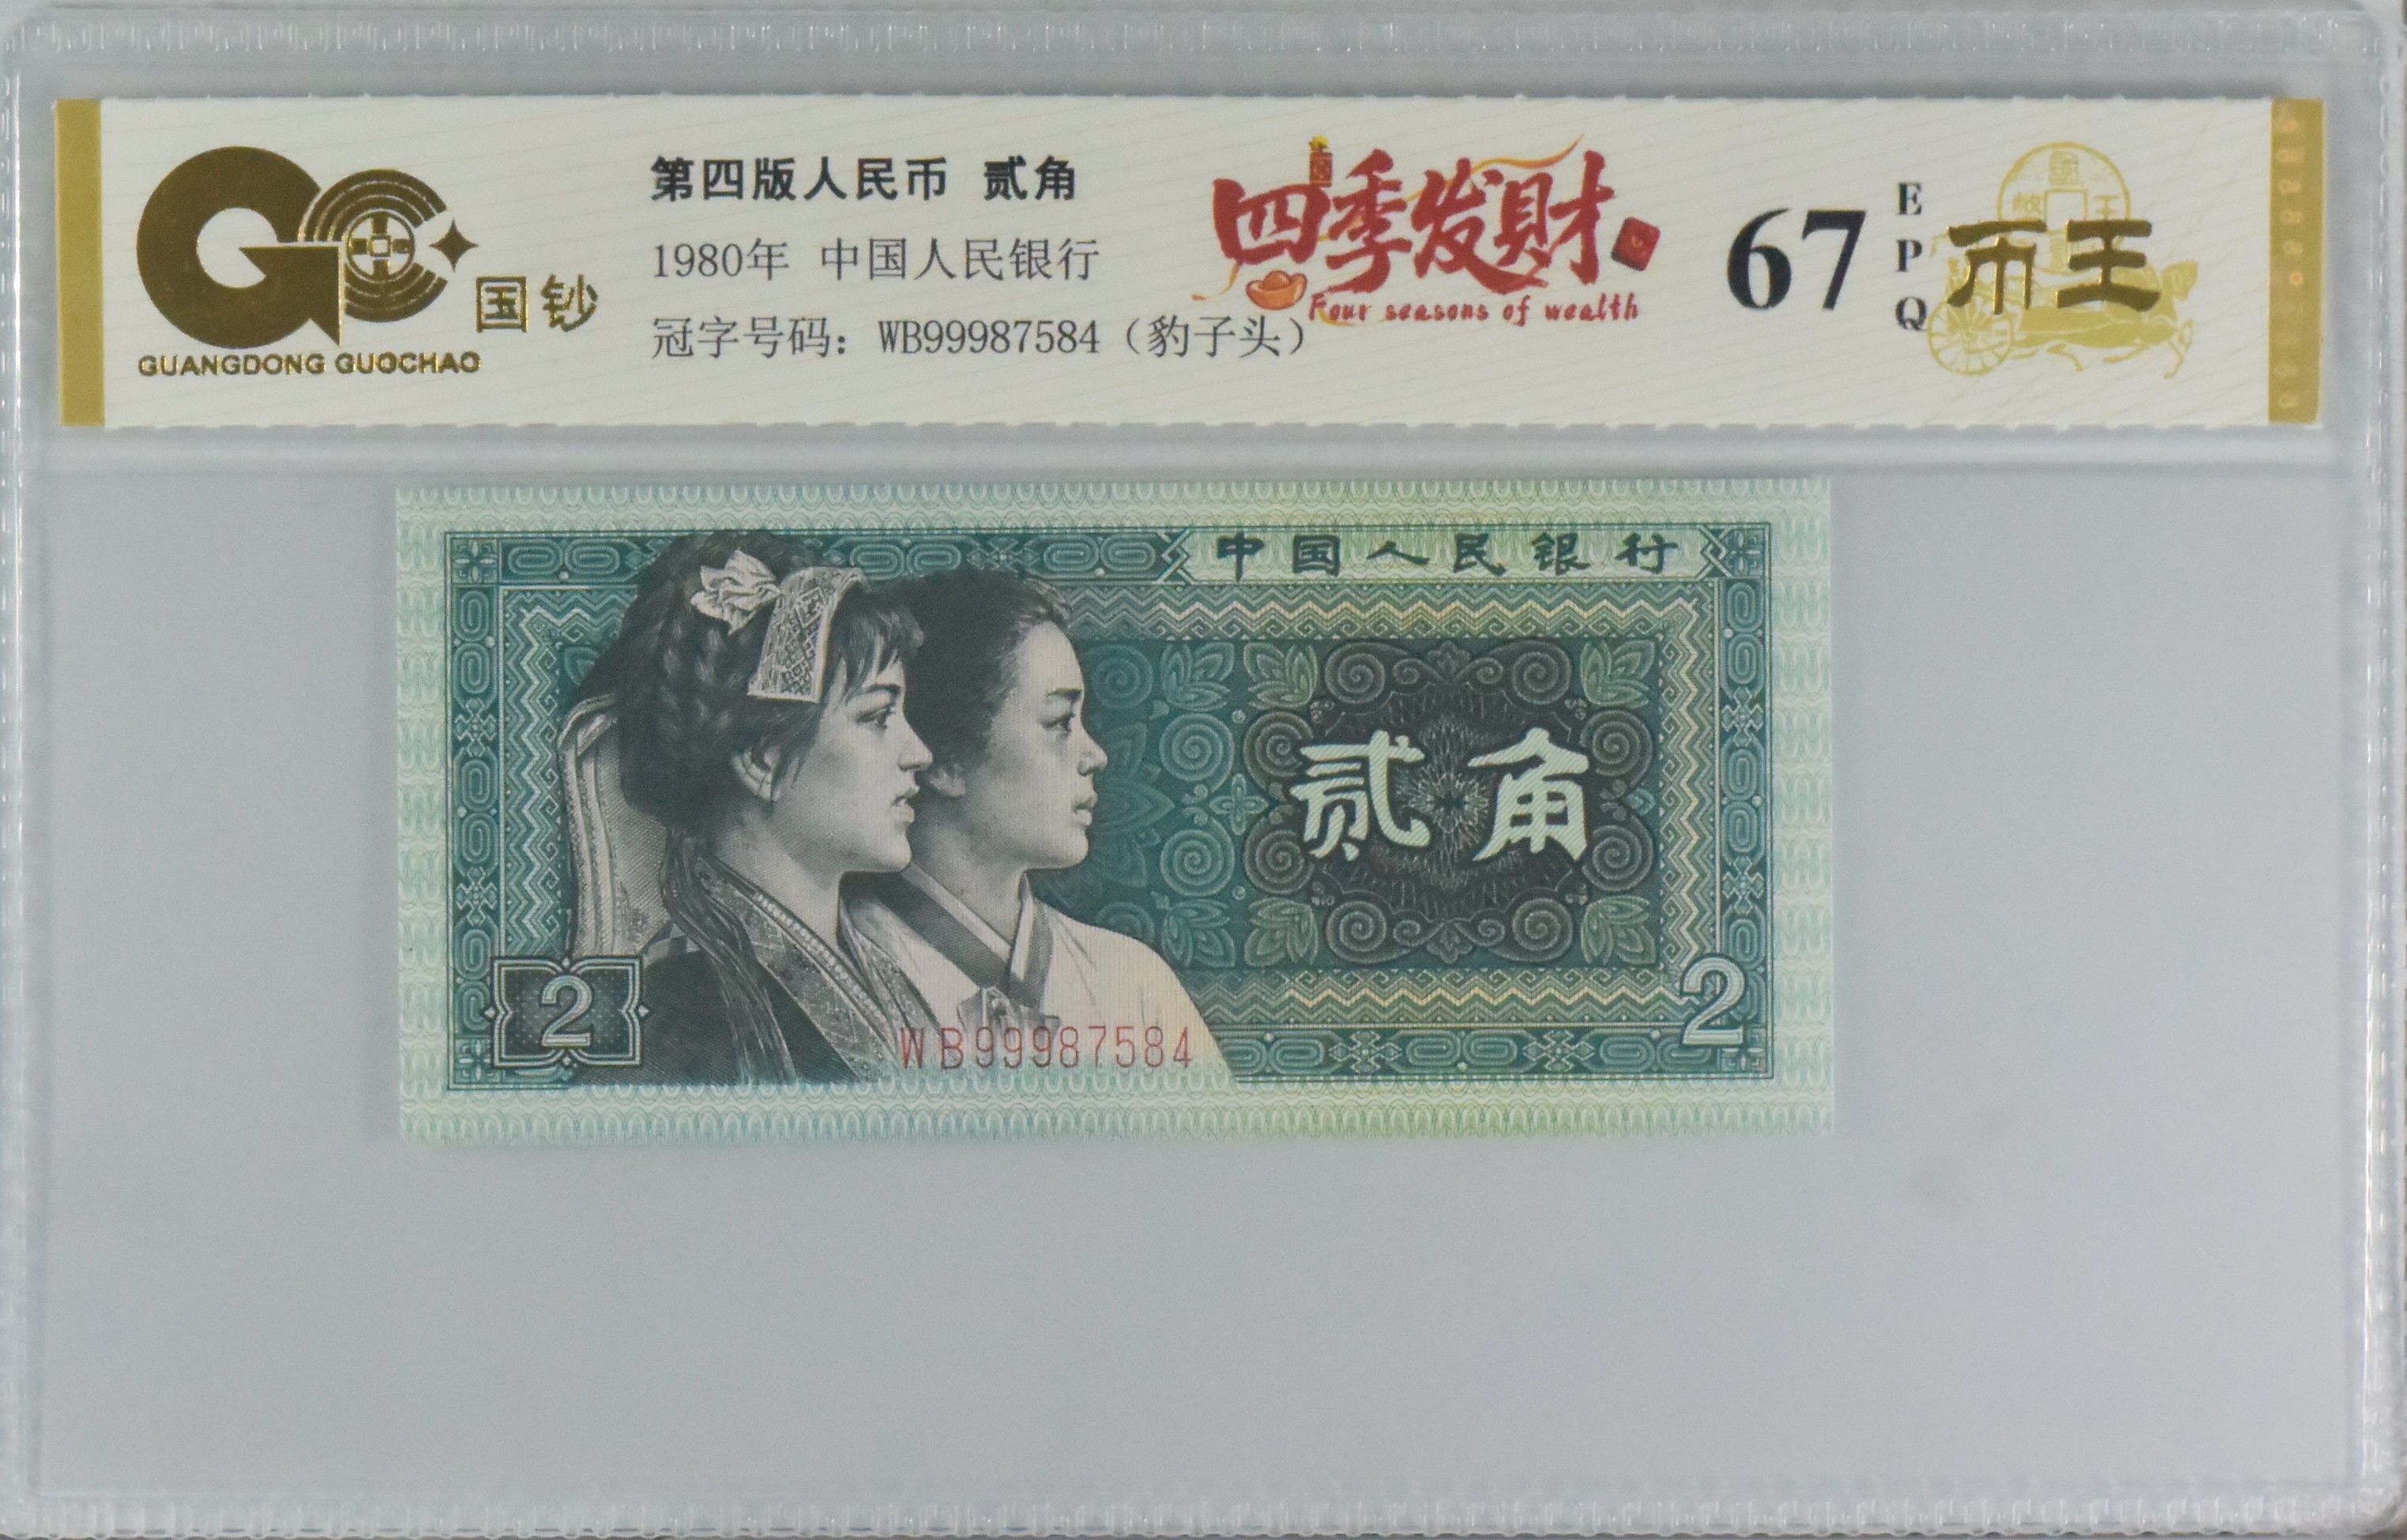 国钞
GUANGDONG GUOCHAO
第四版人民币 贰角
1980年 中国人民银行
冠字号码：WB99987584（豹子头）
四季发财
Four seasons of wealth
67
EPQ
币王
中国人民银行
贰角
2
2
WB99987584